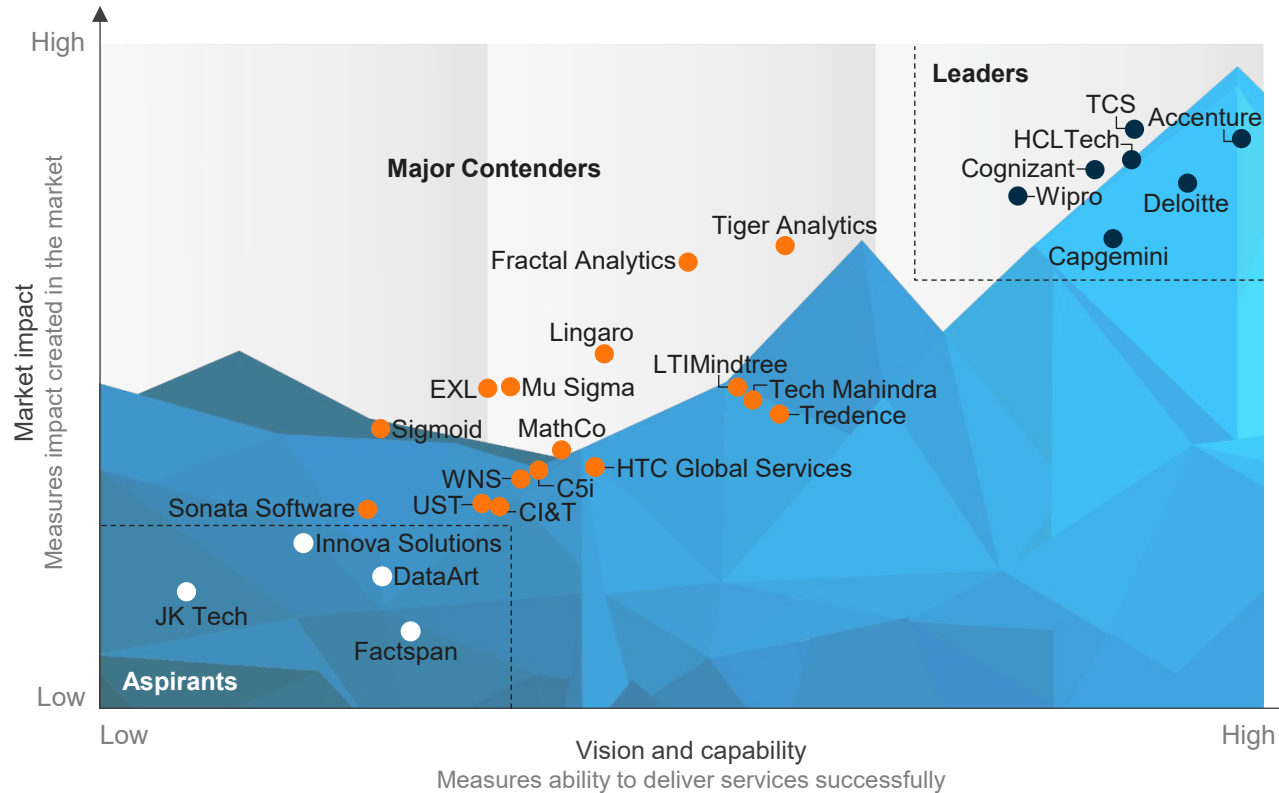 High
Leaders
TCS
Accenture
HCLTech
Major Contenders
Cognizant
Wipro
Deloitte
Tiger Analytics
Capgemini
Fractal Analytics
Market impact
Measures impact created in the market
Lingaro
LTIMindtree
EXL
Mu Sigma
Tech Mahindra
Tredence
Sigmoid
MathCo
HTC Global Services
WNS
C5i
UST
CI&T
Sonata Software
Innova Solutions
DataArt
JK Tech
Factspan
Aspirants
Low
Low
High
Vision and capability
Measures ability to deliver services successfully